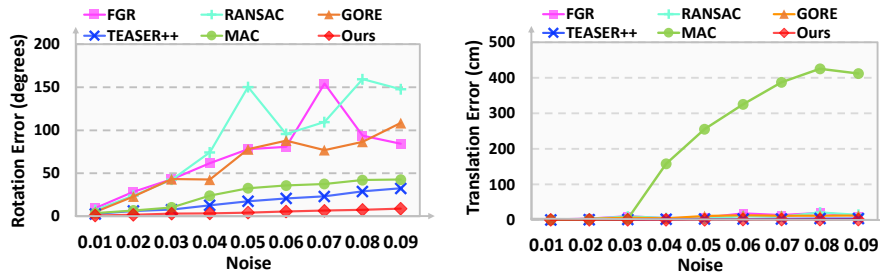 FGR RANSAC GORE
TEASER++ MAC Ours
Rotation Error (degrees)
200
150
100
50
0
0.01 0.02 0.03 0.04 0.05 0.06 0.07 0.08 0.09
Noise
FGR RANSAC GORE
TEASER++ MAC Ours
Translation Error (cm)
500
400
300
200
100
0
0.01 0.02 0.03 0.04 0.05 0.06 0.07 0.08 0.09
Noise